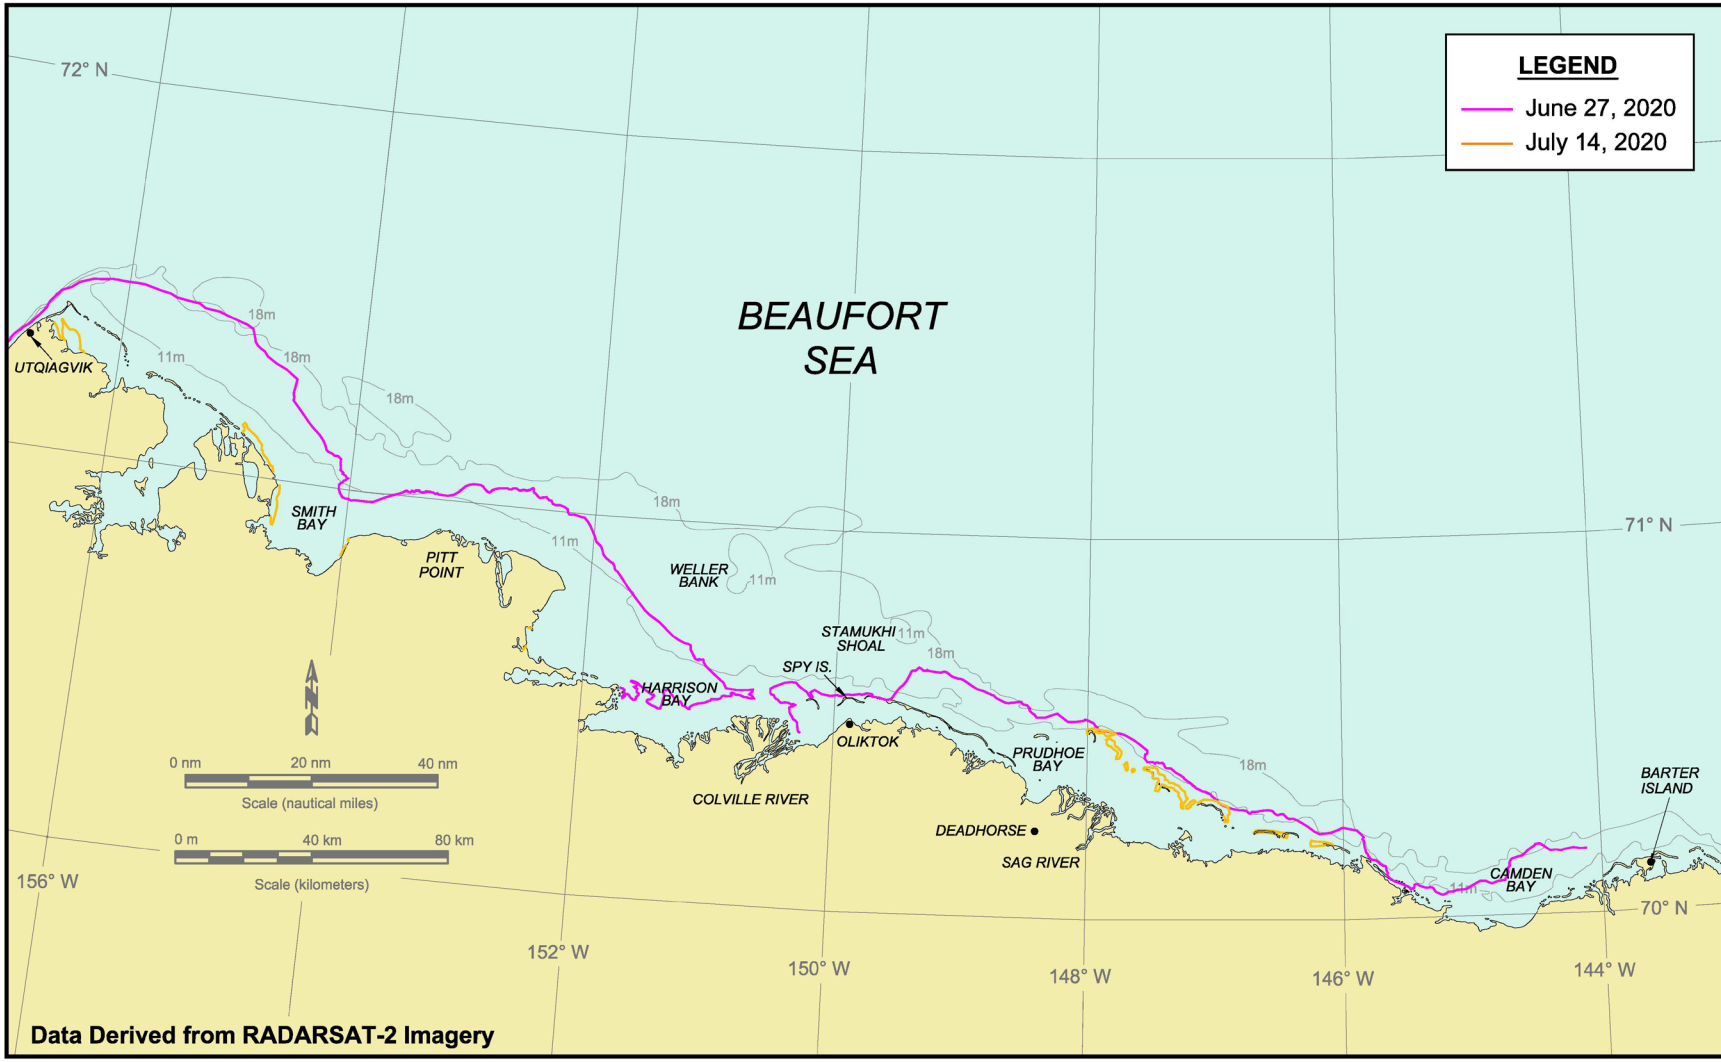 LEGEND
June 27, 2020
July 14, 2020
72° N
BEAUFORT
SEA
18m
18m
11m
18m
UTQIAGVIK
18m
SMITH
BAY
71° N
11m
PITT
POINT
WELLER
BANK
11m
STAMUKHI
SHOAL
11m
18m
SPY IS.
HARRISON
BAY
OLIKTOK
PRUDHOE
BAY
18m
BARTER
ISLAND
COLVILLE RIVER
DEADHORSE
SAG RIVER
CAMDEN
BAY
11m
70° N
N
0 nm
20 nm
40 nm
Scale (nautical miles)
0 m
40 km
80 km
Scale (kilometers)
156° W
152° W
150° W
148° W
146° W
144° W
Data Derived from RADARSAT-2 Imagery